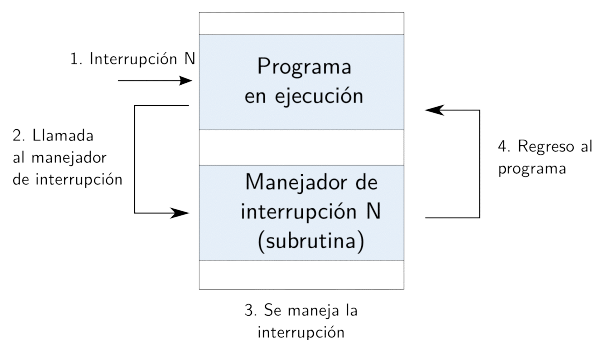 1. Interrupción N
Programa
en ejecución
2. Llamada
al manejador
de interrupción
Manejador de
interrupción N
(subrutina)
3. Se maneja la
interrupción
4. Regreso al
programa